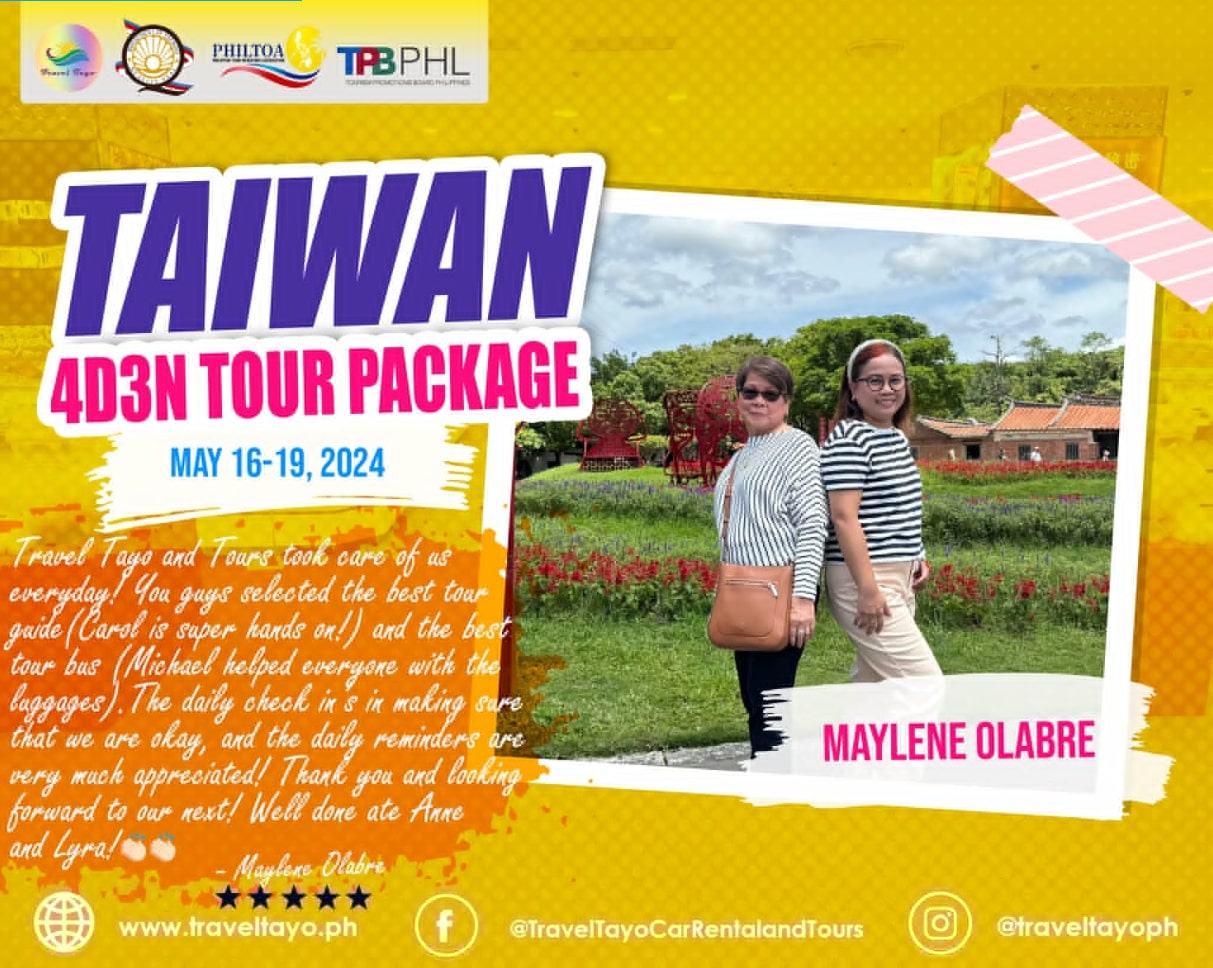 Travel Tayo
PHILTOA
TPBPHL
TOURISM PROMOTIONS BOARD PHILIPPINES
TAIWAN
4D3N TOUR PACKAGE
MAY 16-19, 2024
Travel Tayo and Tours took care of us
everyday! You guys selected the best tour
guide(Carol is super hands on!) and the best
tour bus (Michael helped everyone with the
luggages). The daily check in's in making sure
that we are okay, and the daily reminders are
very much appreciated! Thank you and looking
forward to our next! Well done ate Anne
and Lyra!👏🏻👏🏻
- Maylene Olabre
★★★★★
MAYLENE OLABRE
www.traveltayo.ph
@TravelTayoCarRentalandTours
@traveltayoph